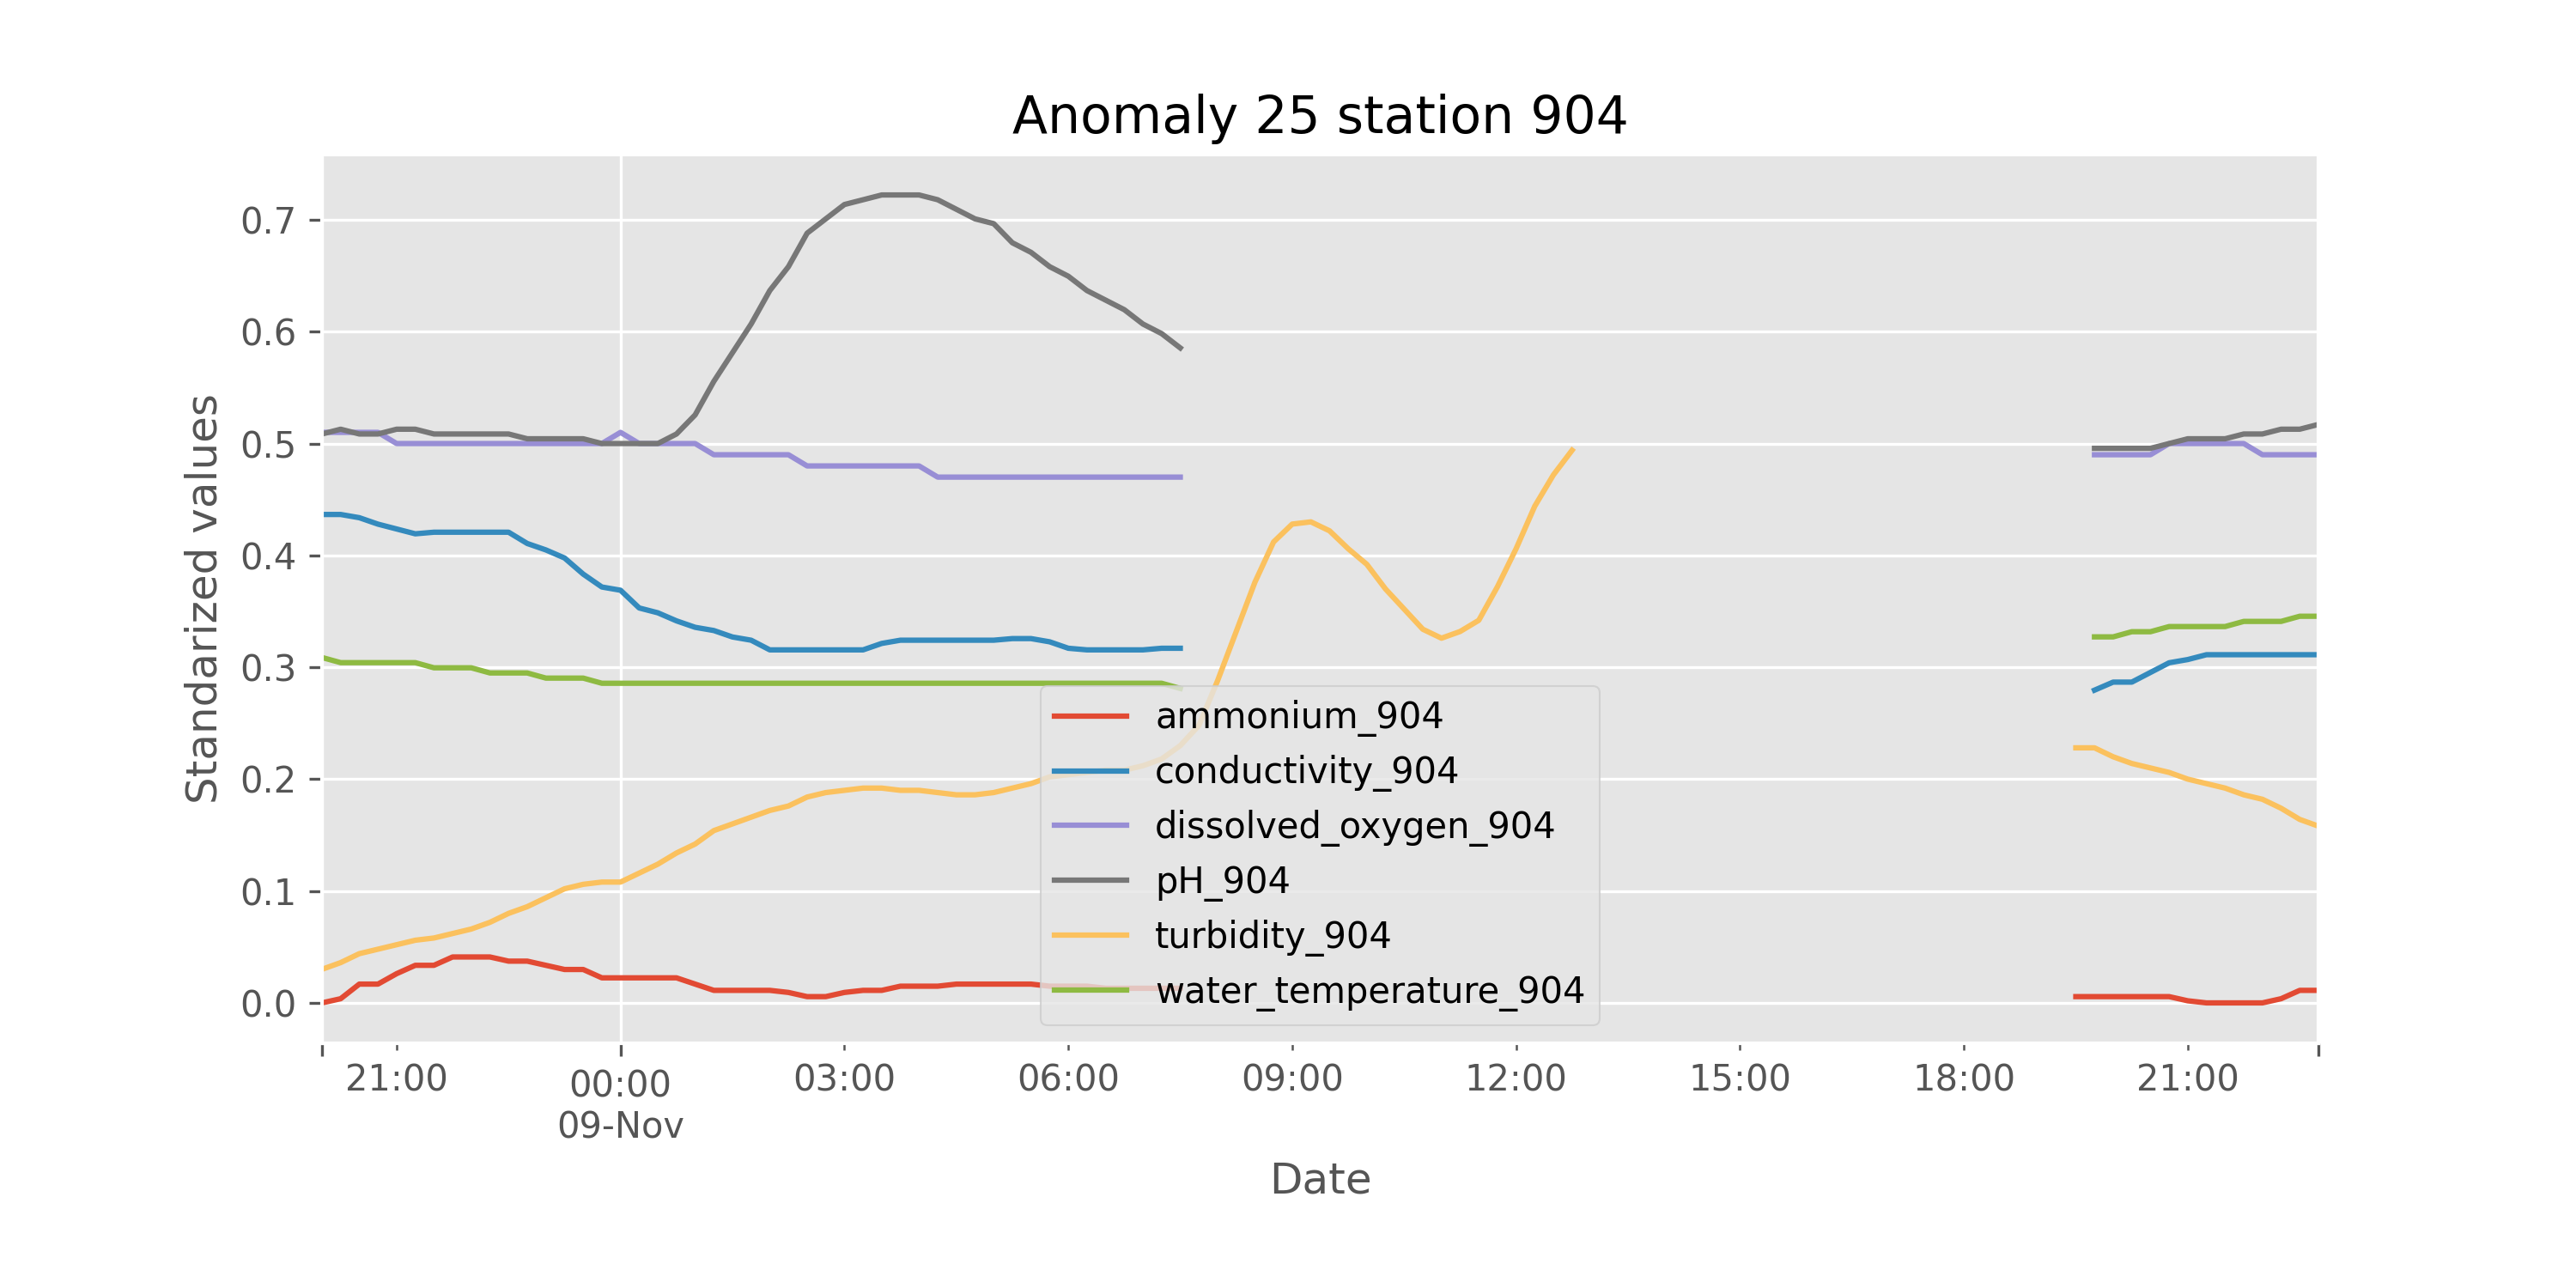 Anomaly 25 station 904
Standarized values
0.7
0.6
0.5
0.4
0.3
0.2
0.1
0.0
ammonium_904
conductivity_904
dissolved_oxygen_904
pH_904
turbidity_904
water_temperature_904
21:00 00:00 03:00 06:00 09:00 12:00 15:00 18:00 21:00
09-Nov
Date